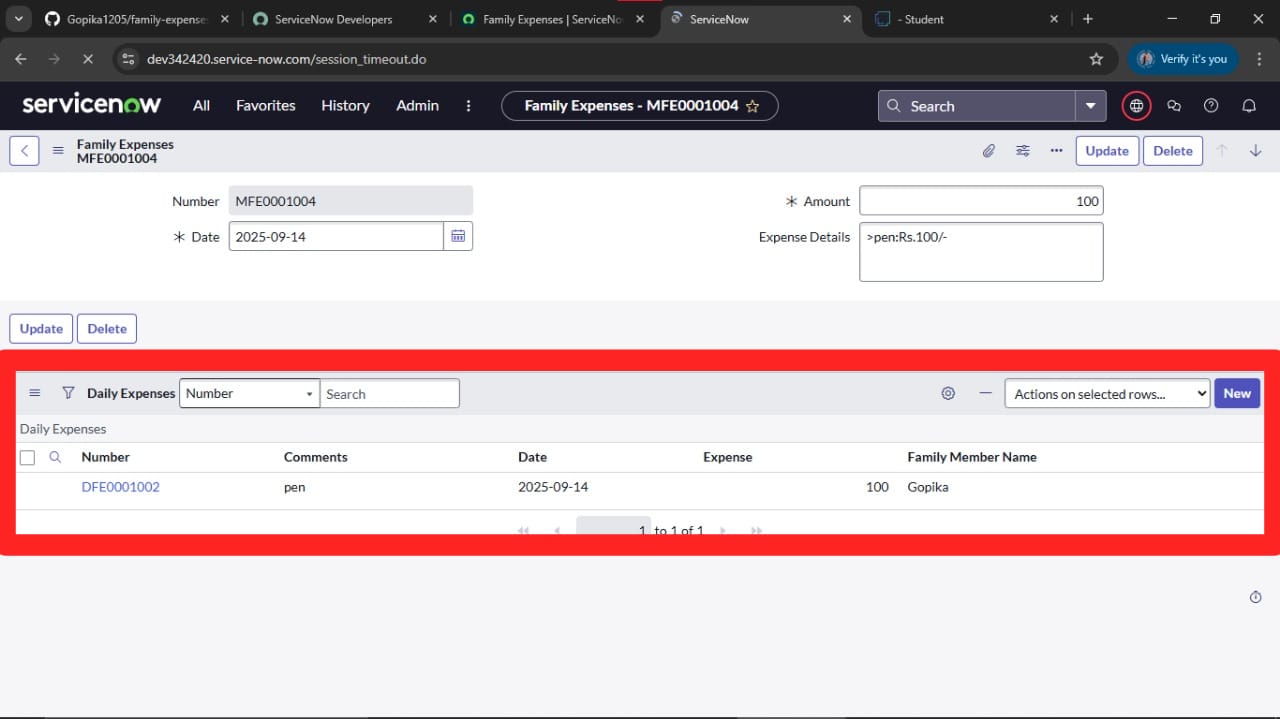 Gopika1205/family-expenses
ServiceNow Developers
Family Expenses | ServiceNo
ServiceNow
- Student
dev342420.service-now.com/session_timeout.do
Verify it's you
servicenow
All Favorites History Admin
Family Expenses - MFE0001004
Search
Family Expenses
MFE0001004
Update Delete
Number MFE0001004
Amount 100
Date 2025-09-14
Expense Details >pen:Rs.100/-
Update Delete
Daily Expenses Number Search Actions on selected rows... New
Daily Expenses
Number Comments Date Expense Family Member Name
DFE0001002 pen 2025-09-14 100 Gopika
1 to 1 of 1